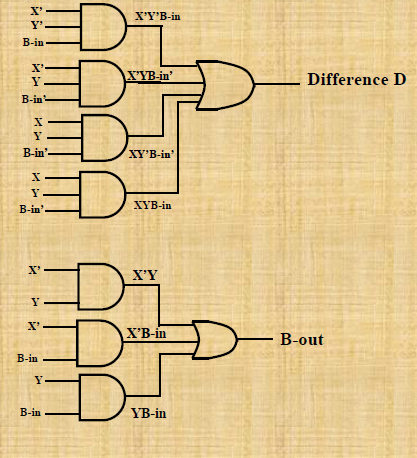 X’
Y’
B-in
X’Y’B-in
X’
Y
B-in’
X’YB-in’
Difference D
X
Y
B-in’
XY’B-in’
X
Y
B-in’
XYB-in
X’
Y
X’Y
X’
B-in
X’B-in
B-out
Y
B-in
YB-in